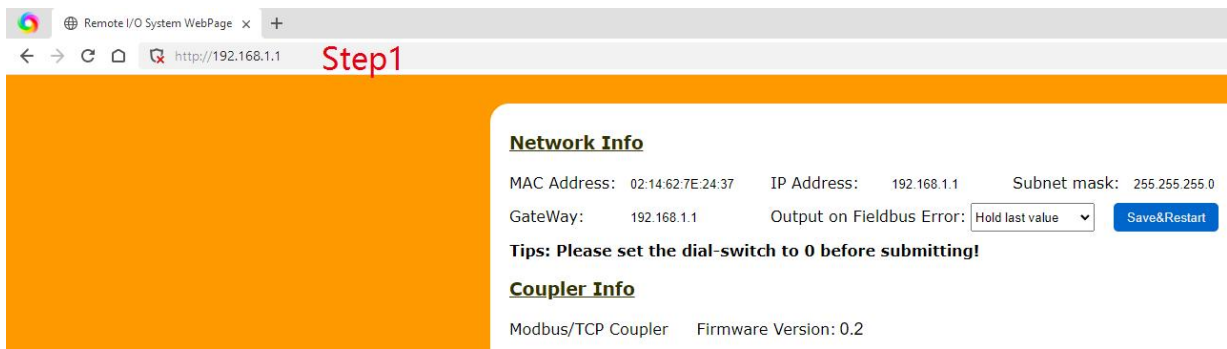 Remote I/O System WebPage
http://192.168.1.1 Step1
Network Info
MAC Address: 02:14:62:7E:24:37 IP Address: 192.168.1.1 Subnet mask: 255.255.255.0
GateWay: 192.168.1.1 Output on Fieldbus Error: Hold last value Save&Restart
Tips: Please set the dial-switch to 0 before submitting!
Coupler Info
Modbus/TCP Coupler Firmware Version: 0.2